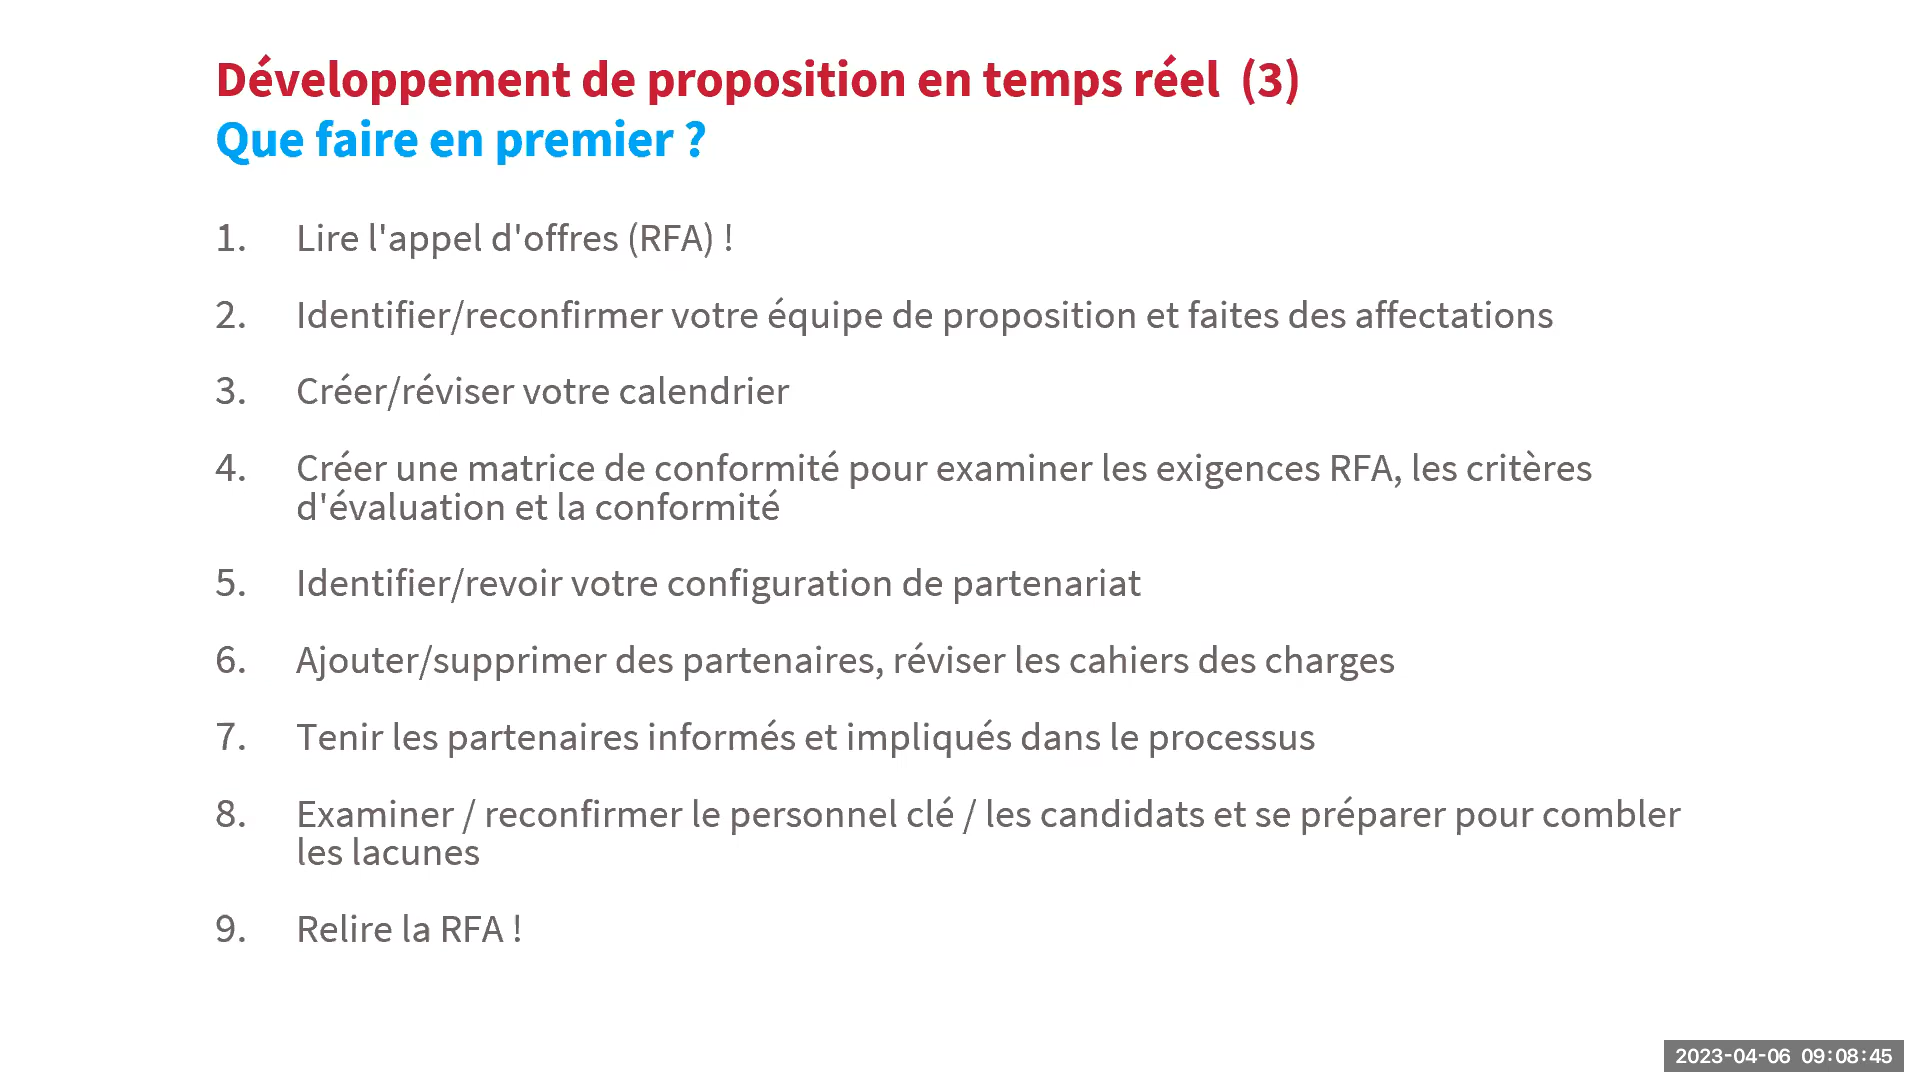 Développement de proposition en temps réel  (3)
Que faire en premier ?
1. Lire l'appel d'offres (RFA) !
2. Identifier/reconfirmer votre équipe de proposition et faites des affectations
3. Créer/réviser votre calendrier
4. Créer une matrice de conformité pour examiner les exigences RFA, les critères
d'évaluation et la conformité
5. Identifier/revoir votre configuration de partenariat
6. Ajouter/supprimer des partenaires, réviser les cahiers des charges
7. Tenir les partenaires informés et impliqués dans le processus
8. Examiner / reconfirmer le personnel clé / les candidats et se préparer pour combler
les lacunes
9. Relire la RFA !
2023-04-06 09:08:45